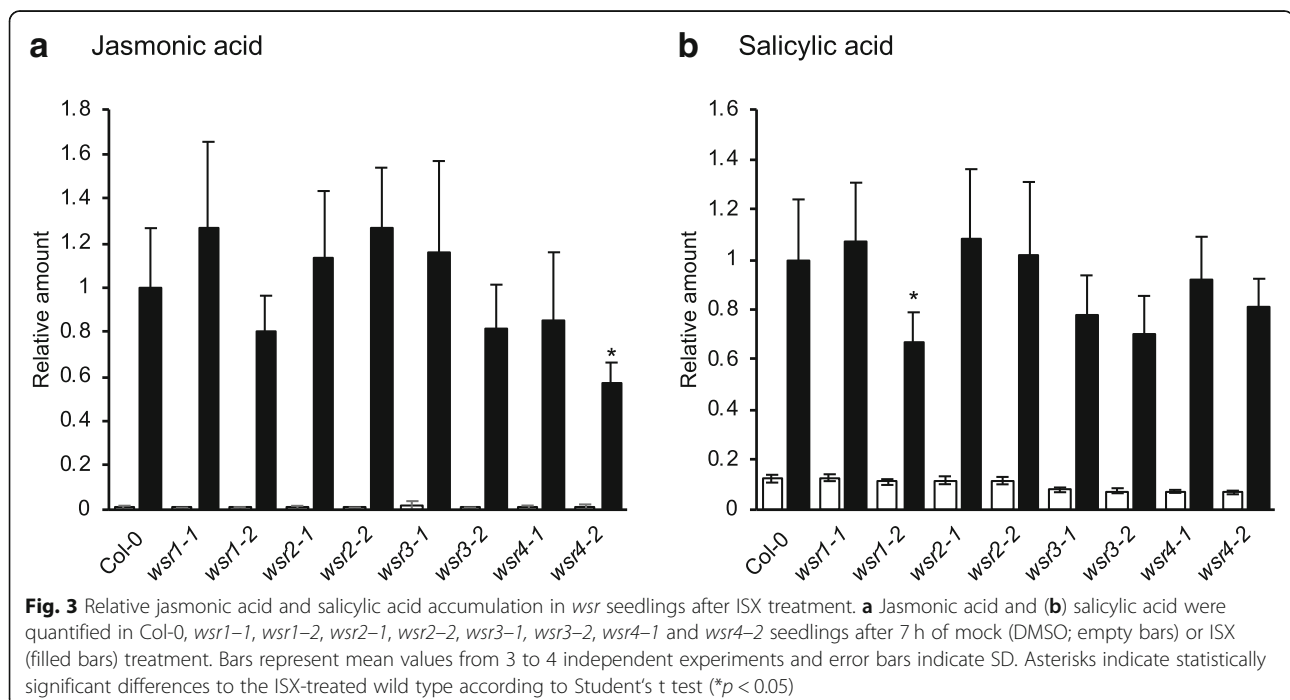 a Jasmonic acid
1.8
1.6
1.4
1.2
1
0.8
0.6
0.4
0.2
0
Relative amount
*
Col-0
wsr1-1
wsr1-2
wsr2-1
wsr2-2
wsr3-1
wsr3-2
wsr4-1
wsr4-2
b Salicylic acid
1.6
1.4
1.2
1
0.8
0.6
0.4
0.2
0
Relative amount
*
Col-0
wsr1-1
wsr1-2
wsr2-1
wsr2-2
wsr3-1
wsr3-2
wsr4-1
wsr4-2
Fig. 3 Relative jasmonic acid and salicylic acid accumulation in wsr seedlings after ISX treatment. a Jasmonic acid and (b) salicylic acid were
quantified in Col-0, wsr1–1, wsr1–2, wsr2–1, wsr2–2, wsr3–1, wsr3–2, wsr4–1 and wsr4–2 seedlings after 7 h of mock (DMSO; empty bars) or ISX
(filled bars) treatment. Bars represent mean values from 3 to 4 independent experiments and error bars indicate SD. Asterisks indicate statistically
significant differences to the ISX-treated wild type according to Student's t test (*p < 0.05)